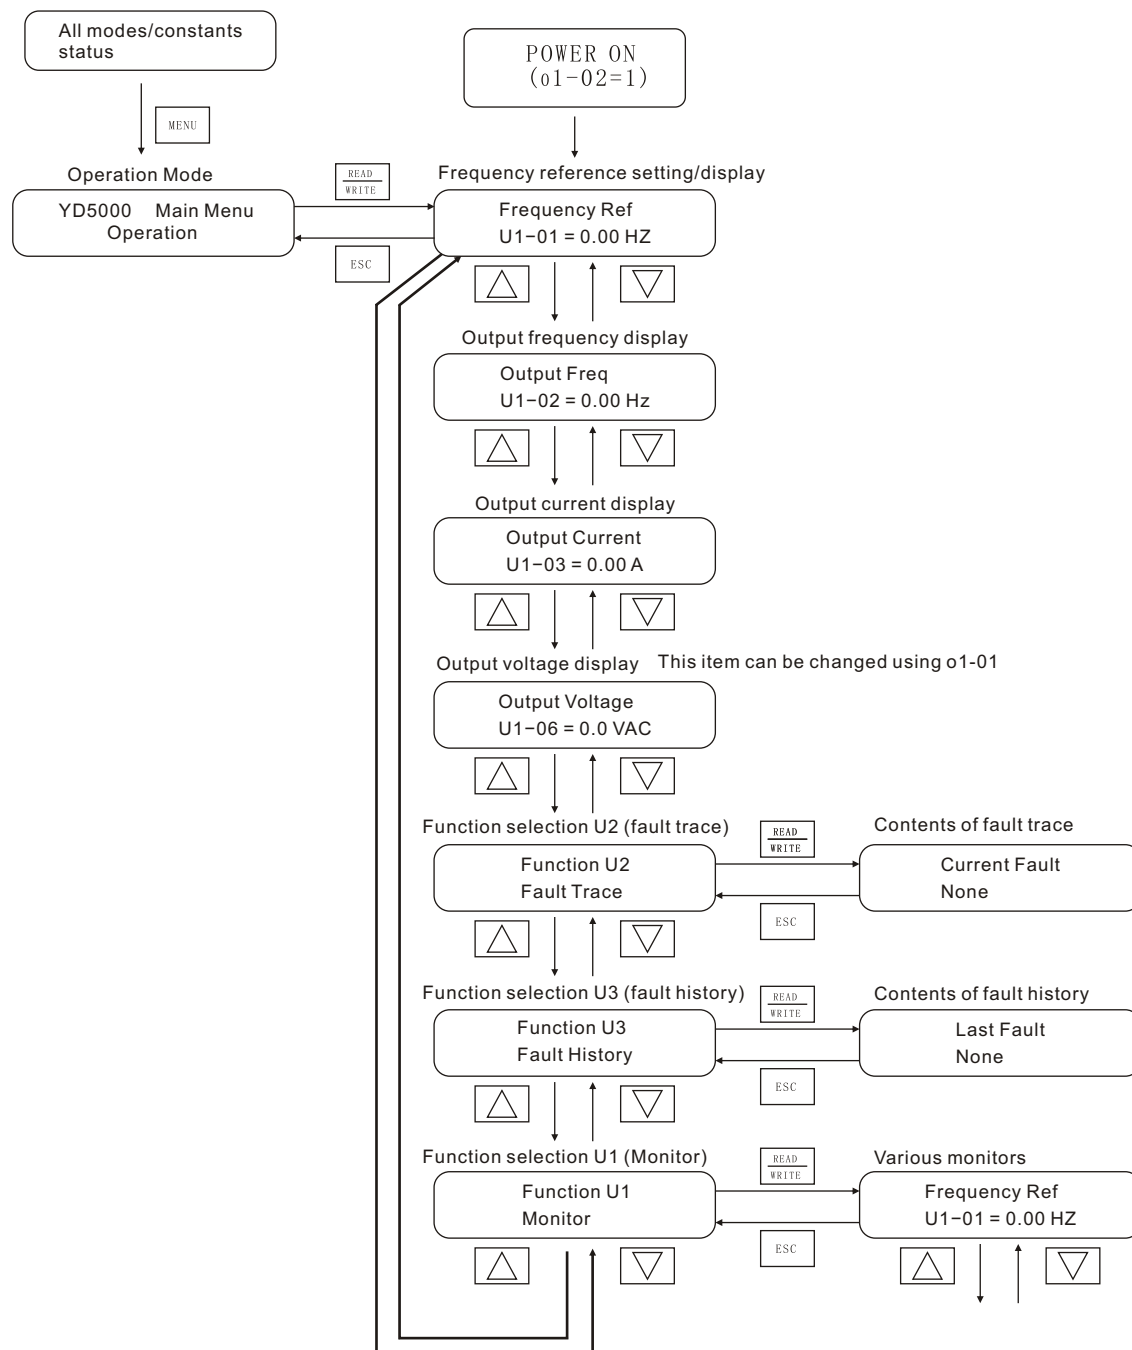 All modes/constants
status
POWER ON
(o1-02=1)
MENU
Operation Mode
READ
WRITE
Frequency reference setting/display
YD5000 Main Menu
Operation
Frequency Ref
U1-01 = 0.00 HZ
ESC
Output frequency display
Output Freq
U1-02 = 0.00 Hz
Output current display
Output Current
U1-03 = 0.00 A
Output voltage display This item can be changed using o1-01
Output Voltage
U1-06 = 0.0 VAC
Function selection U2 (fault trace)
READ
WRITE
Contents of fault trace
Function U2
Fault Trace
Current Fault
None
ESC
Function selection U3 (fault history)
READ
WRITE
Contents of fault history
Function U3
Fault History
Last Fault
None
ESC
Function selection U1 (Monitor)
READ
WRITE
Various monitors
Function U1
Monitor
Frequency Ref
U1-01 = 0.00 HZ
ESC